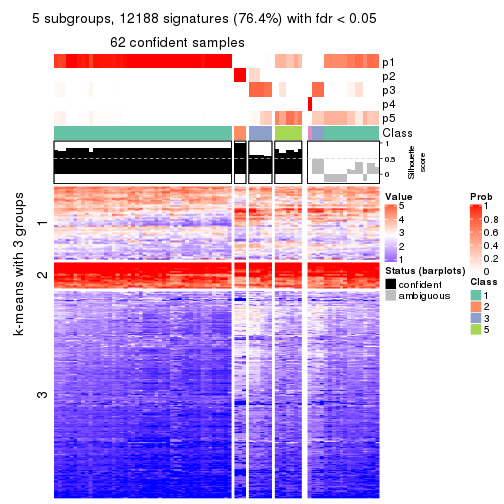 5 subgroups, 12188 signatures (76.4%) with fdr < 0.05
62 confident samples
p1
p2
p3
p4
p5
Class
1
0.5
0
Silhouette
score
k-means with 3 groups
1
2
3
Value
5
4
3
2
1
Status (barplots)
confident
ambiguous
Prob
1
0.8
0.6
0.4
0.2
0
Class
1
2
3
5